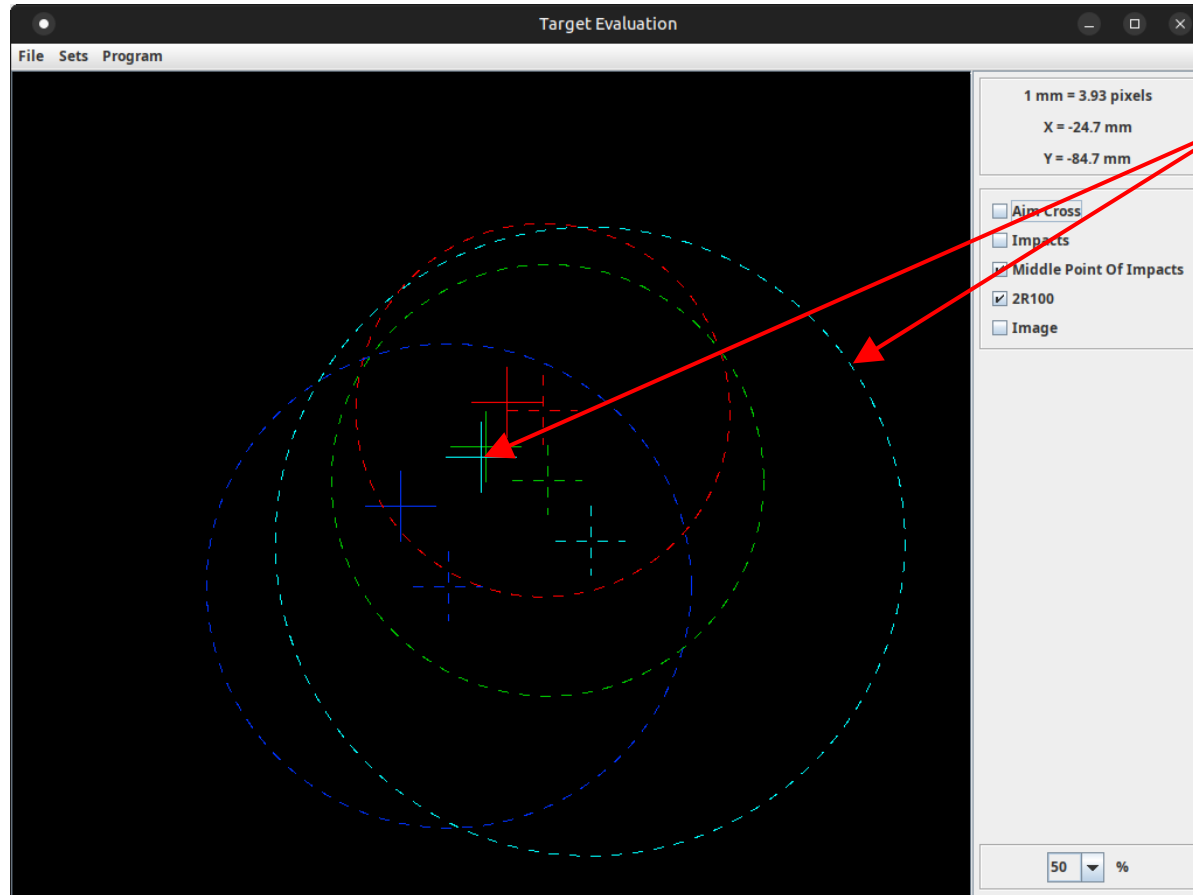 Target Evaluation
File Sets Program
1 mm = 3.93 pixels
X = -24.7 mm
Y = -84.7 mm
Aim Cross
Impacts
Middle Point Of Impacts
2R100
Image
50 %